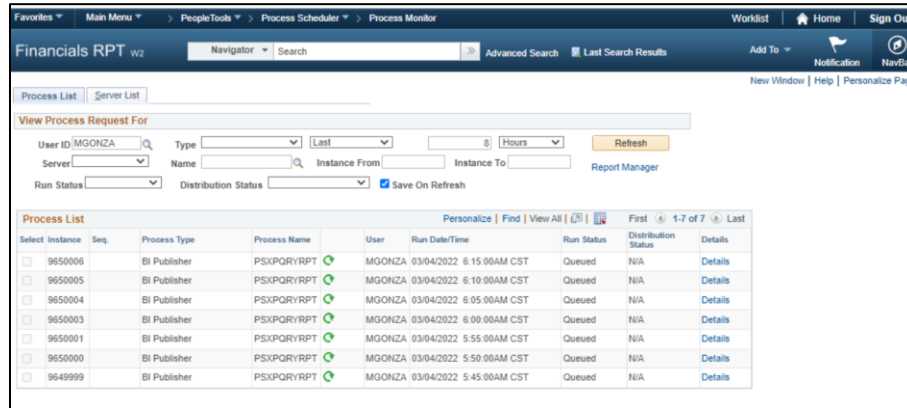 Favorites Main Menu > PeopleTools > Process Scheduler > Process Monitor Worklist Home Sign Ou
Financials RPT W2 Navigator Search Advanced Search Last Search Results Add To Notification NavBa
New Window | Help | Personalize Pag
Process List Server List
View Process Request For
User ID MGONZA Type Last 8 Hours Refresh
Server Name Instance From Instance To Report Manager
Run Status Distribution Status Save On Refresh
Process List Personalize | Find | View All | First 1-7 of 7 Last
Select Instance Seq. Process Type Process Name User Run Date/Time Run Status Distribution Status Details
9650006 BI Publisher PSXPQRYRPT MGONZA 03/04/2022 6:15:00AM CST Queued N/A Details
9650005 BI Publisher PSXPQRYRPT MGONZA 03/04/2022 6:10:00AM CST Queued N/A Details
9650004 BI Publisher PSXPQRYRPT MGONZA 03/04/2022 6:05:00AM CST Queued N/A Details
9650003 BI Publisher PSXPQRYRPT MGONZA 03/04/2022 6:00:00AM CST Queued N/A Details
9650001 BI Publisher PSXPQRYRPT MGONZA 03/04/2022 5:55:00AM CST Queued N/A Details
9650000 BI Publisher PSXPQRYRPT MGONZA 03/04/2022 5:50:00AM CST Queued N/A Details
9649999 BI Publisher PSXPQRYRPT MGONZA 03/04/2022 5:45:00AM CST Queued N/A Details